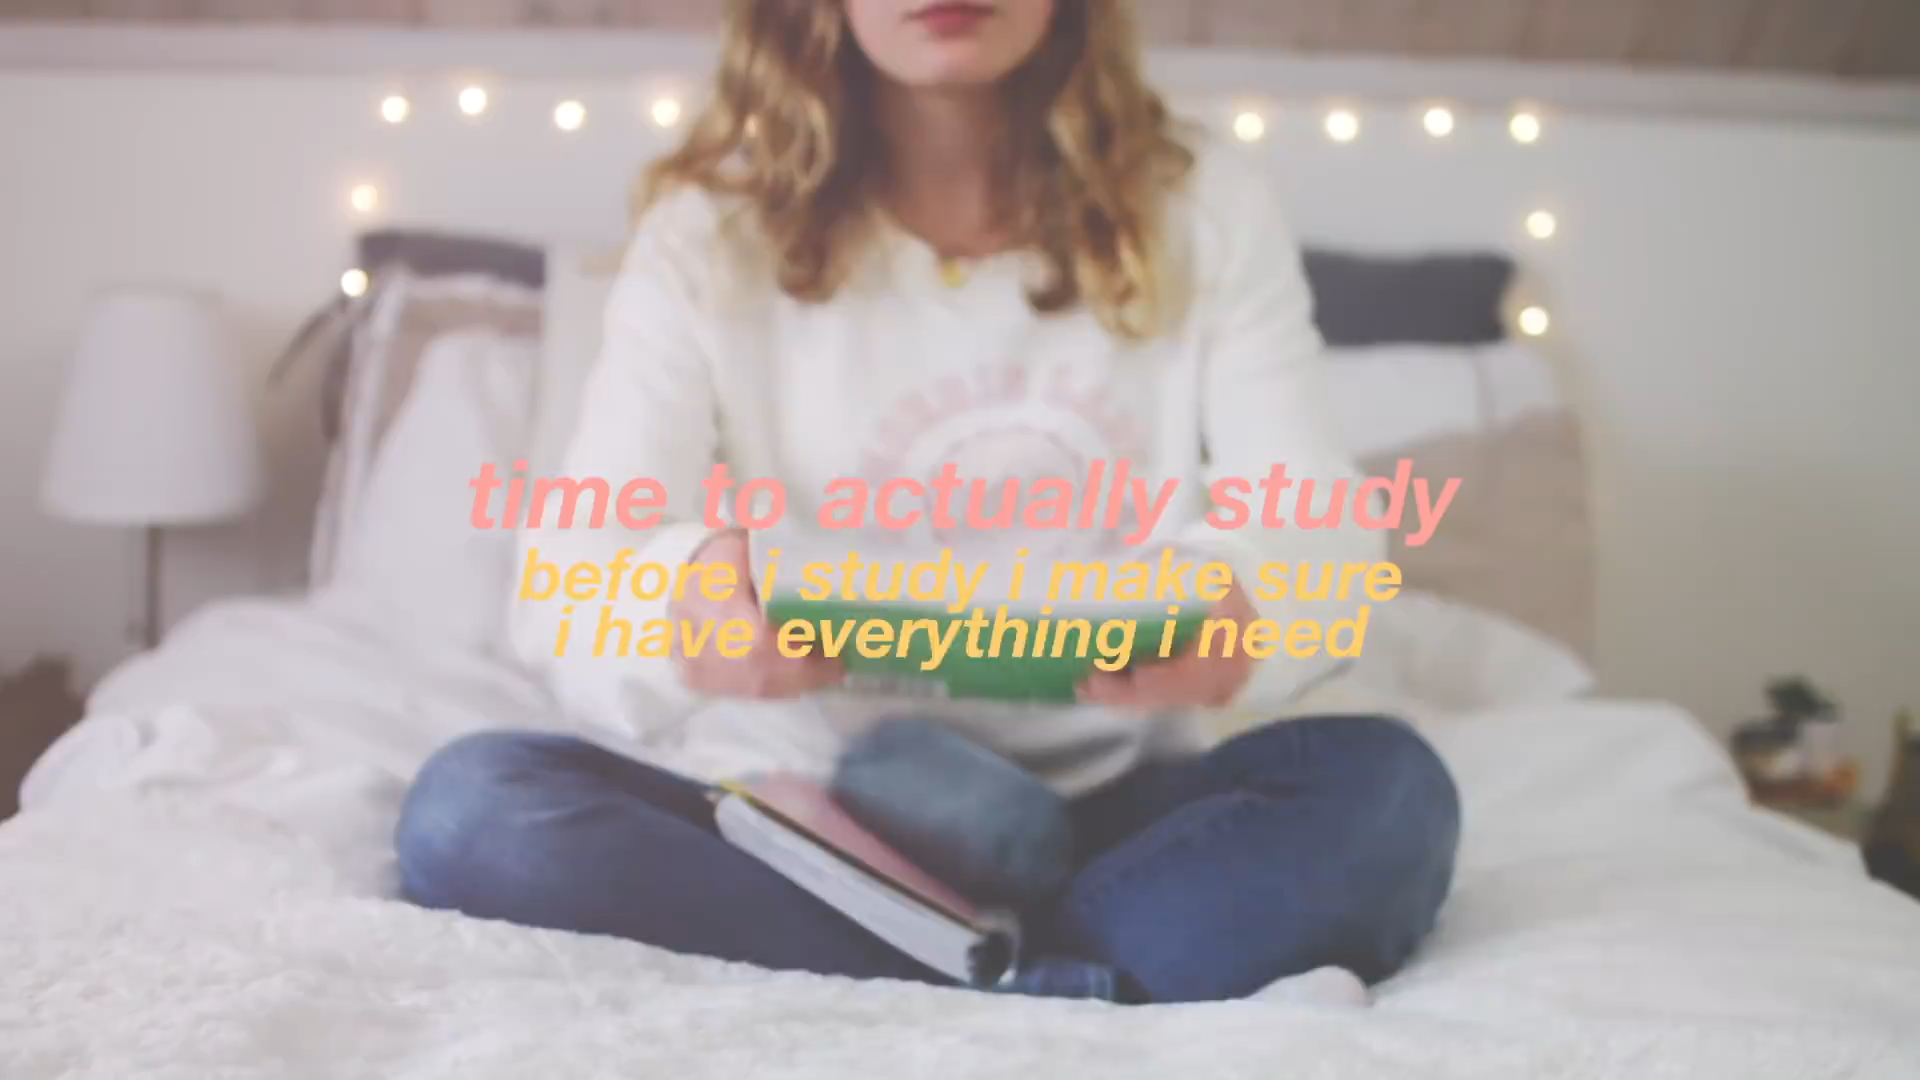 time to actually study
before i study i make sure
i have everything i need